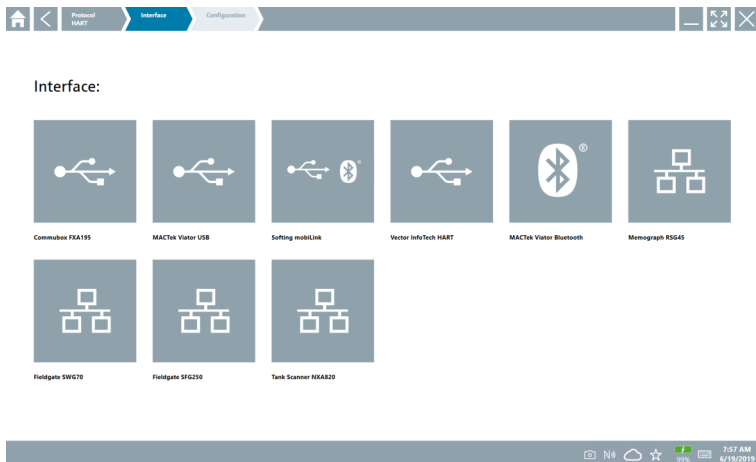 Protocol
HART
Interface
Configuration
Interface:
Commubox FXA195
MACTek Viator USB
Softing mobiLink
Vector InfoTech HART
MACTek Viator Bluetooth
Memograph RSG45
®
®
Fieldgate SWG70
Fieldgate SFG250
Tank Scanner NXA820
99%
7:57 AM
6/19/2019